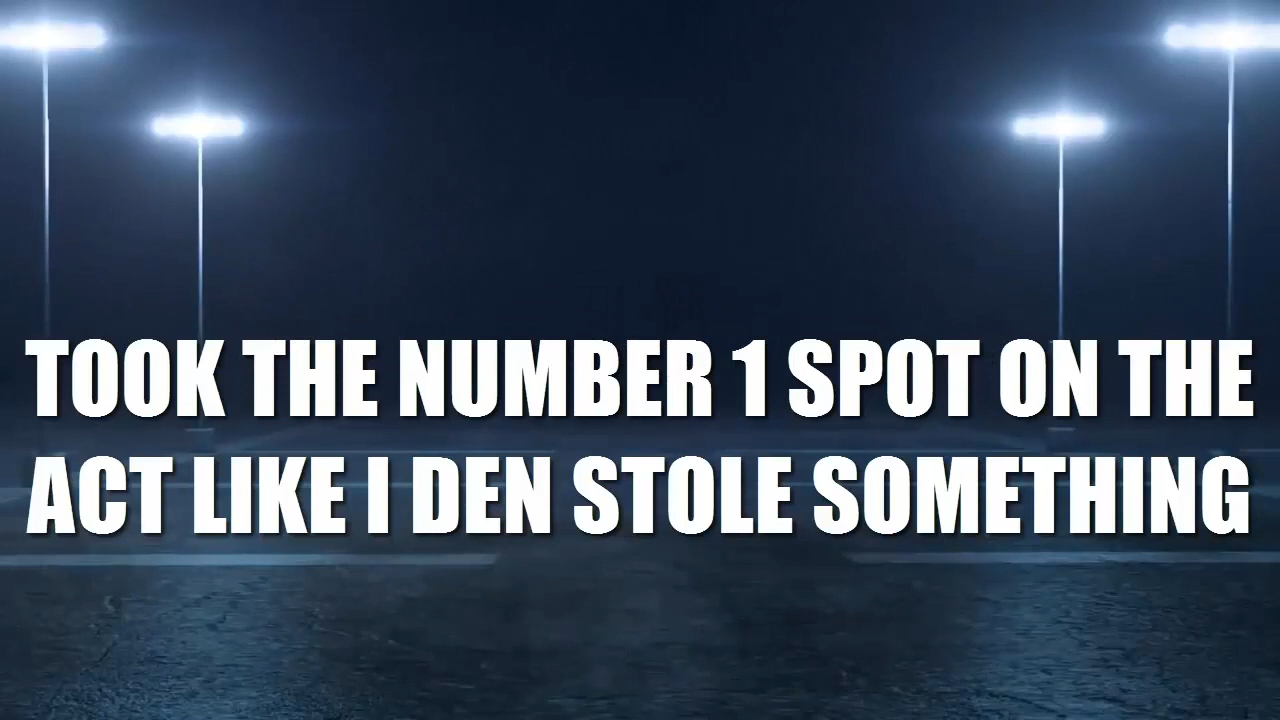 TOOK THE NUMBER 1 SPOT ON THE
ACT LIKE I DEN STOLE SOMETHING